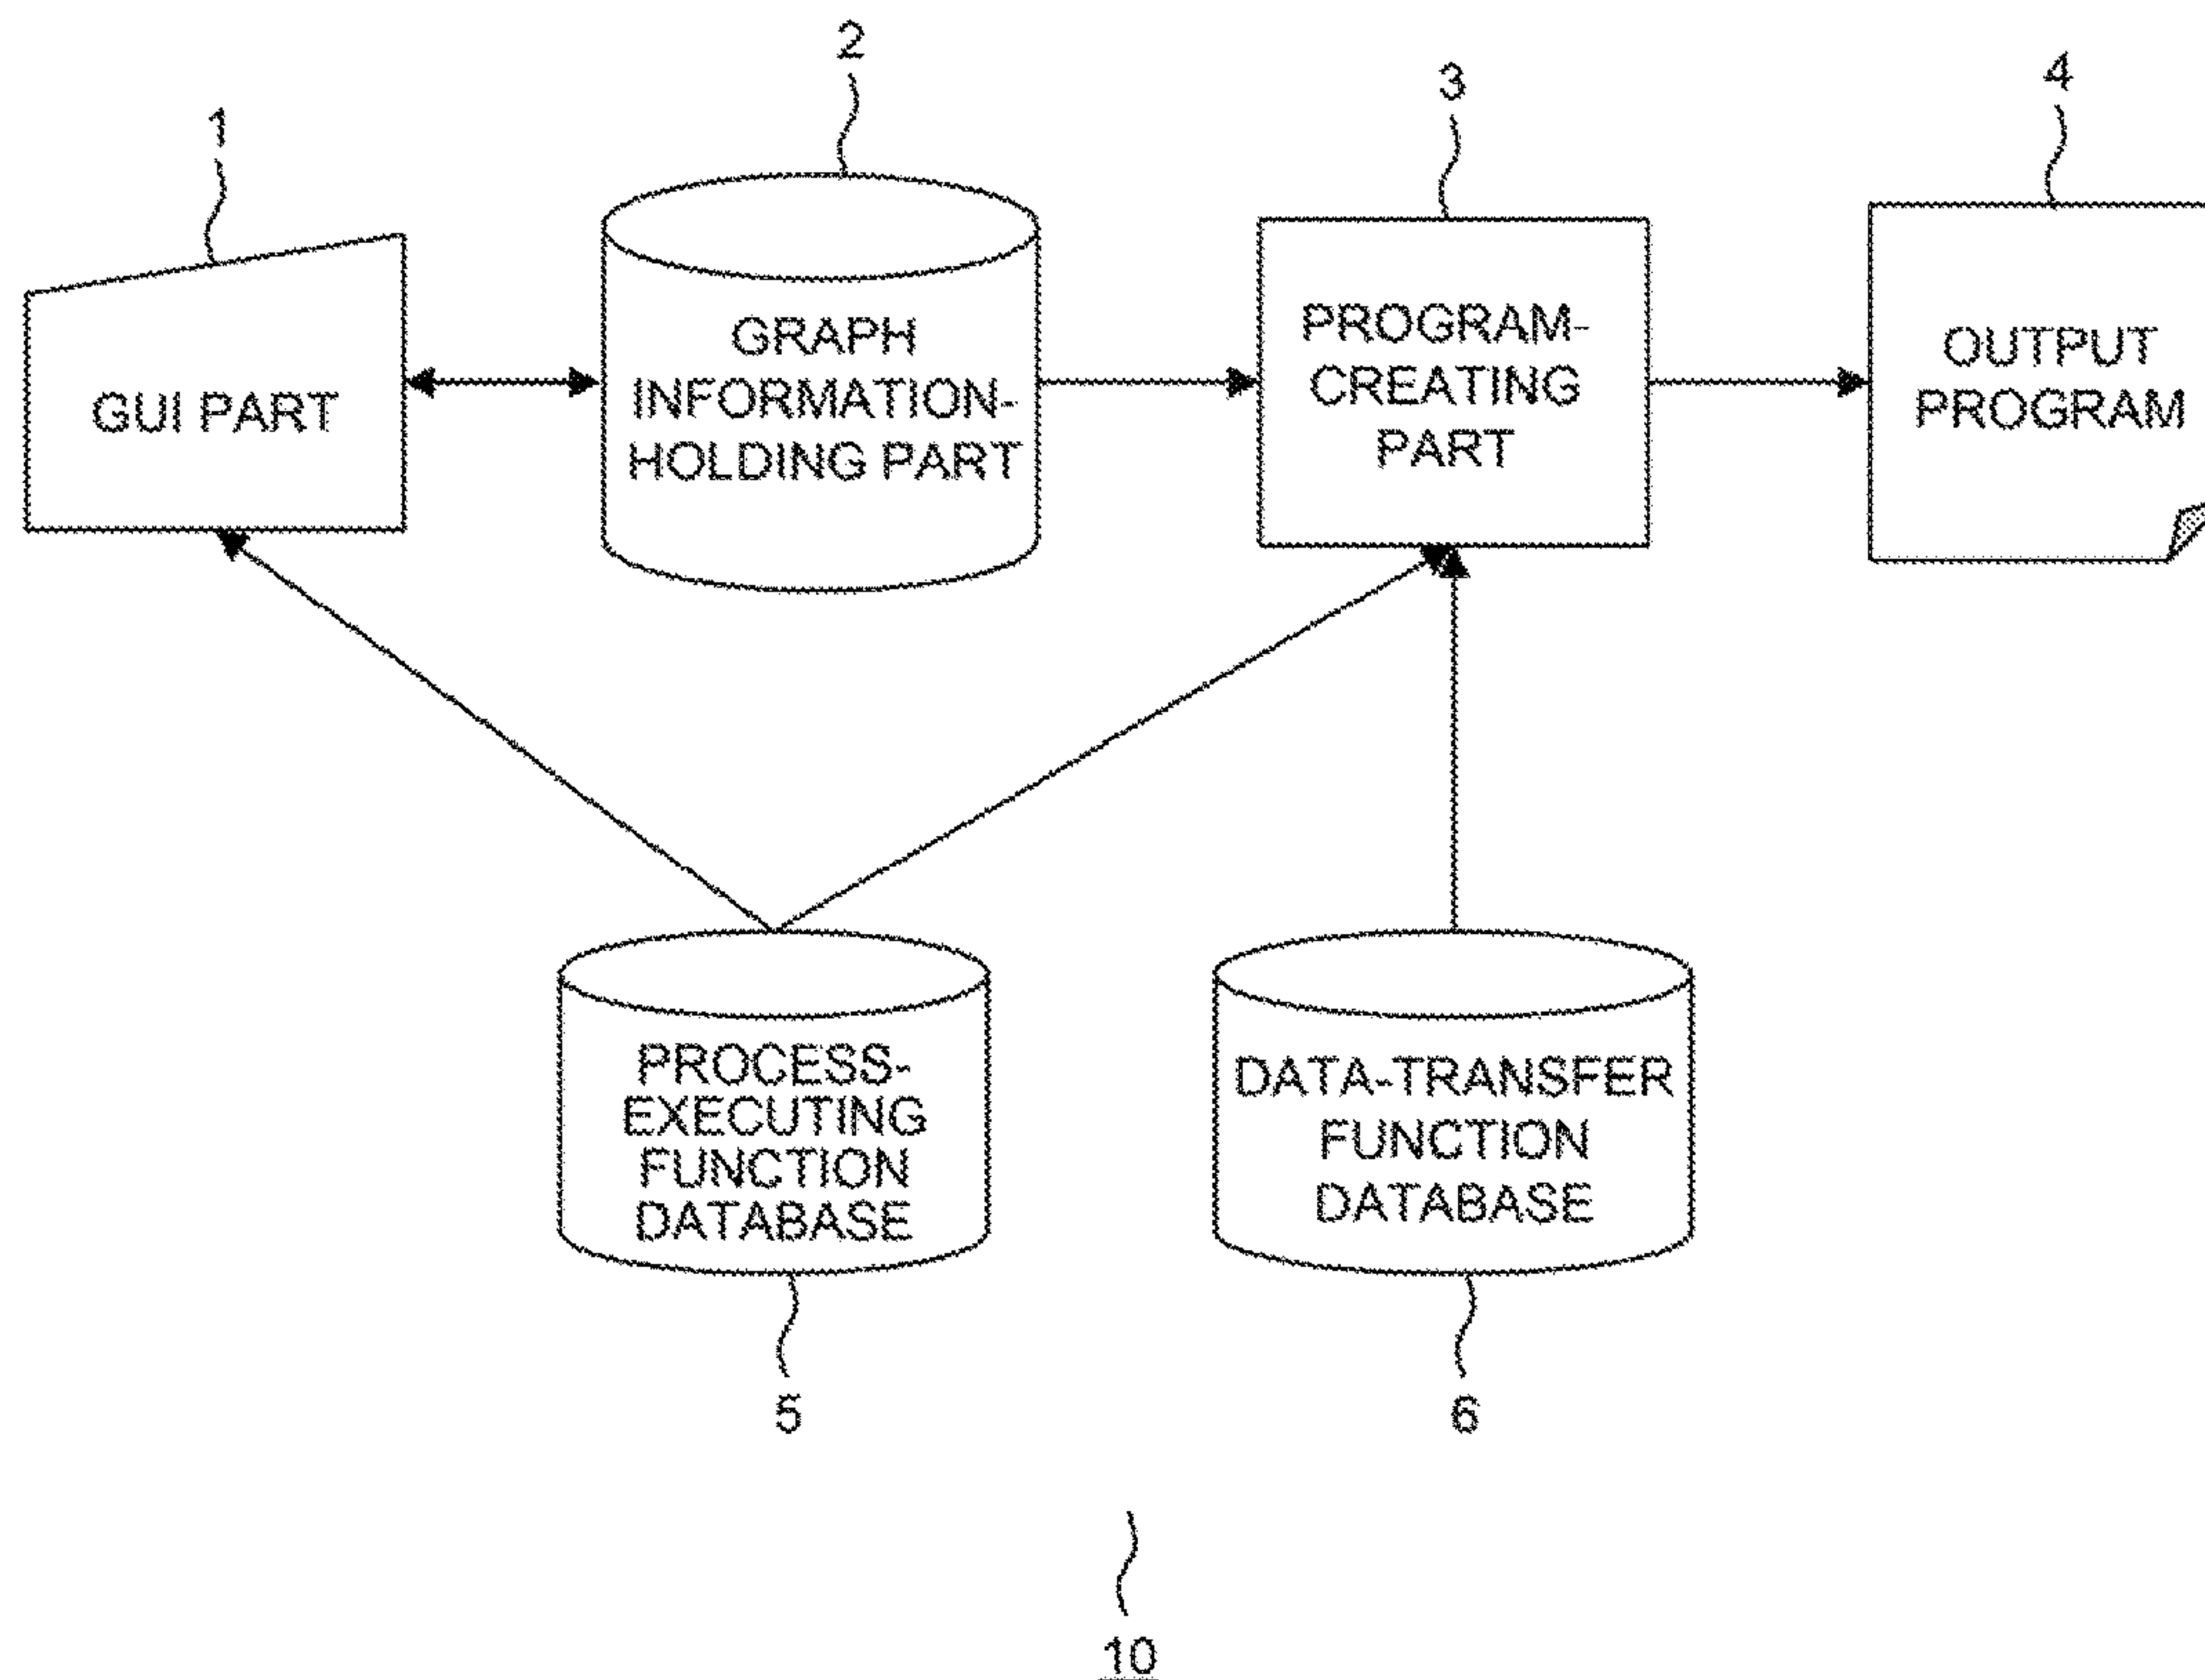 2
3
4
1
GUI PART
GRAPH
INFORMATION-
HOLDING PART
PROGRAM-
CREATING
PART
OUTPUT
PROGRAM
PROCESS-
EXECUTING
FUNCTION
DATABASE
DATA-TRANSFER
FUNCTION
DATABASE
5
6
10